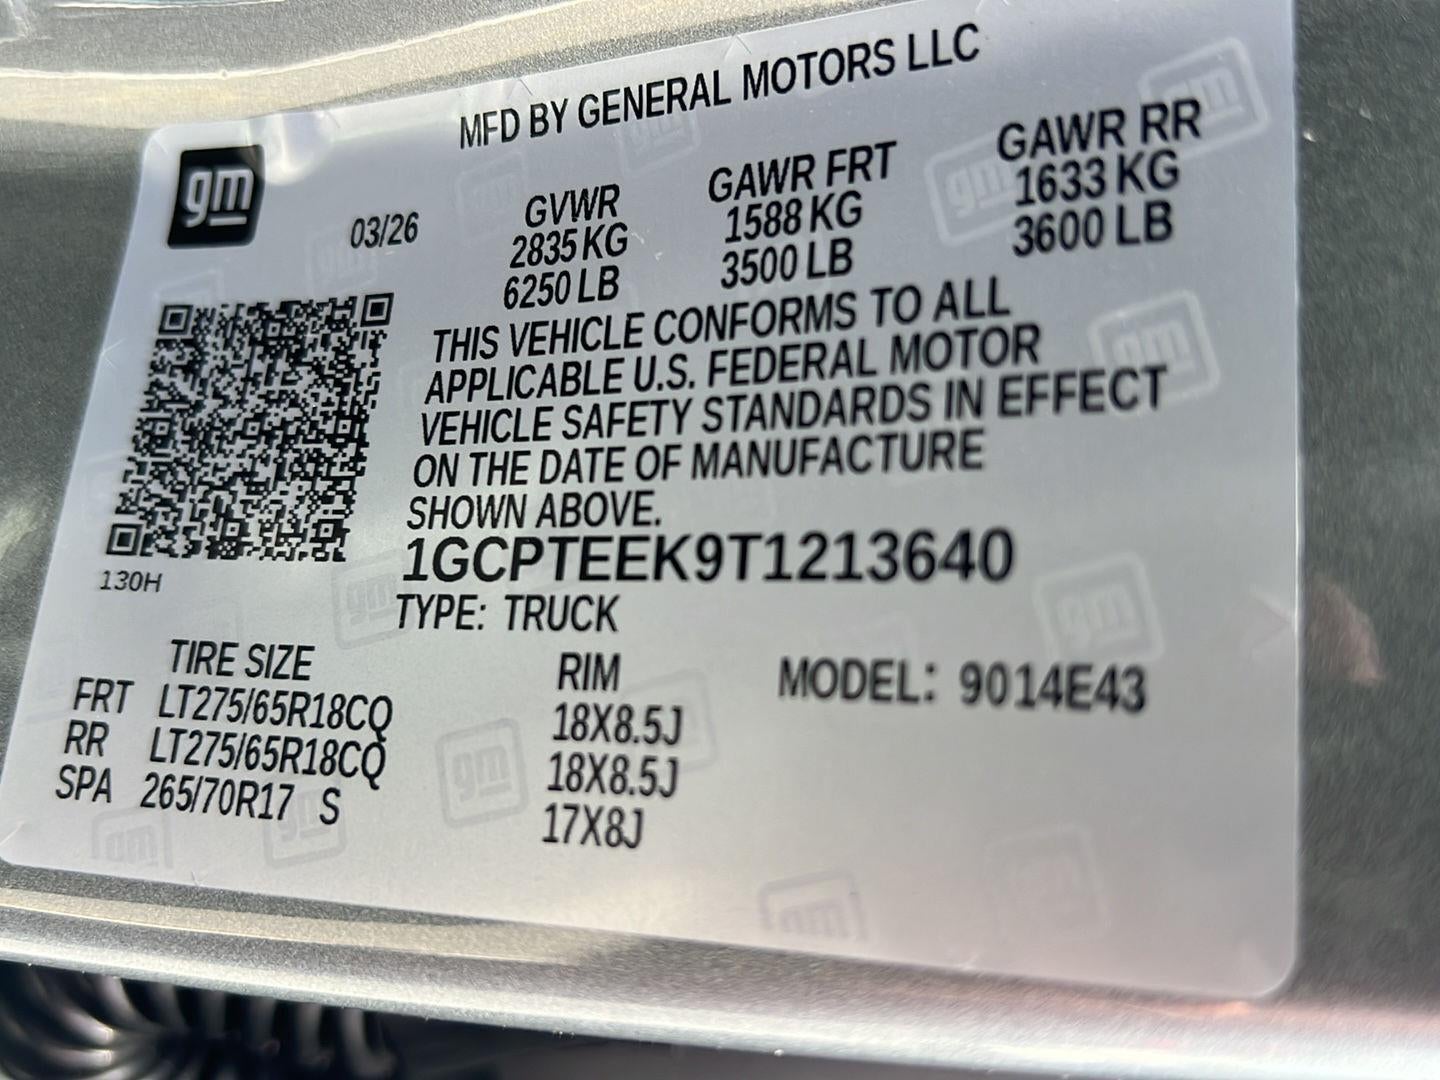 MFD BY GENERAL MOTORS LLC
gm
03/26
GVWR
2835 KG
6250 LB
GAWR FRT
1588 KG
3500 LB
GAWR RR
1633 KG
3600 LB
THIS VEHICLE CONFORMS TO ALL
APPLICABLE U.S. FEDERAL MOTOR
VEHICLE SAFETY STANDARDS IN EFFECT
ON THE DATE OF MANUFACTURE
SHOWN ABOVE.
1GCPTEEK9T1213640
130H
TYPE: TRUCK
TIRE SIZE
FRT LT275/65R18CQ
RR LT275/65R18CQ
SPA 265/70R17 S
RIM
18X8.5J
18X8.5J
17X8J
MODEL: 9014E43